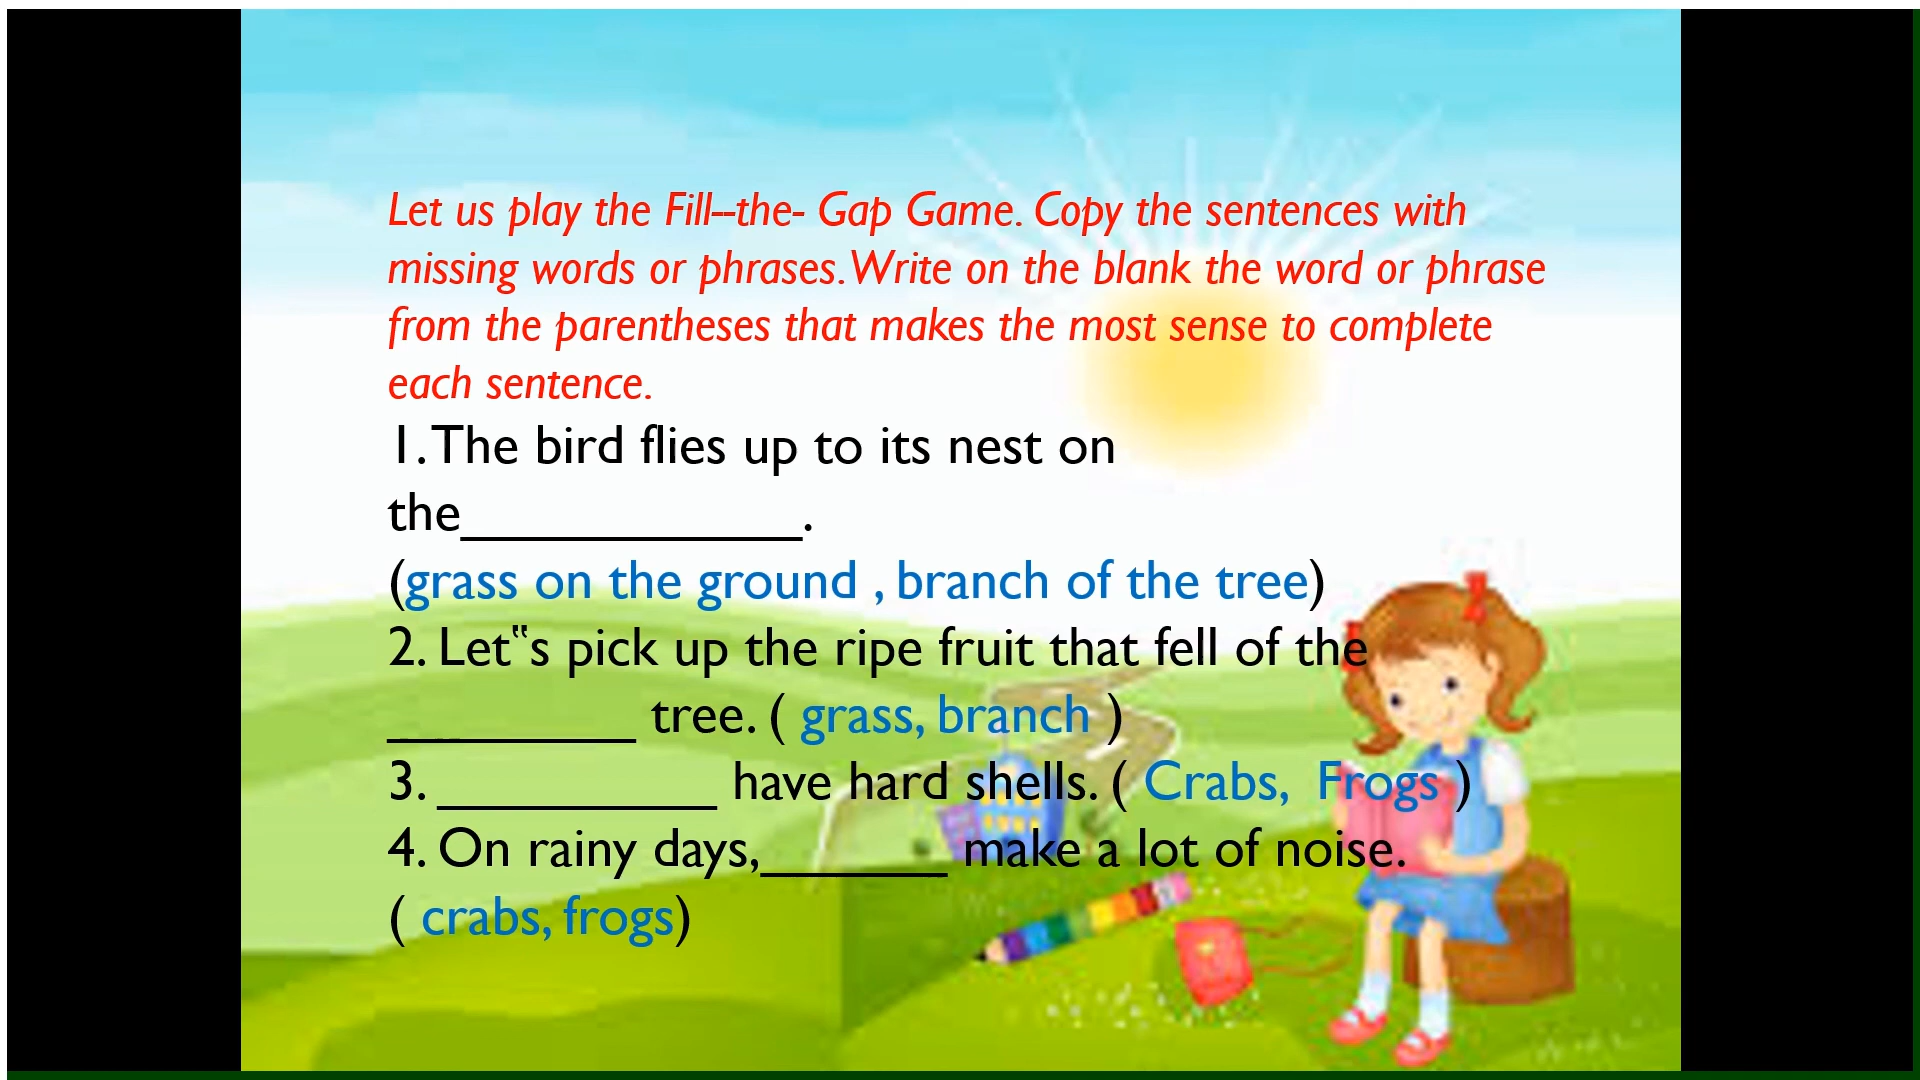 Let us play the Fill--the- Gap Game. Copy the sentences with
missing words or phrases. Write on the blank the word or phrase
from the parentheses that makes the most sense to complete
each sentence.
1. The bird flies up to its nest on
the____________.
(grass on the ground , branch of the tree)
2. Let‟s pick up the ripe fruit that fell of the
________ tree. ( grass, branch )
3. _________ have hard shells. ( Crabs,  Frogs )
4. On rainy days,______ make a lot of noise.
( crabs, frogs)